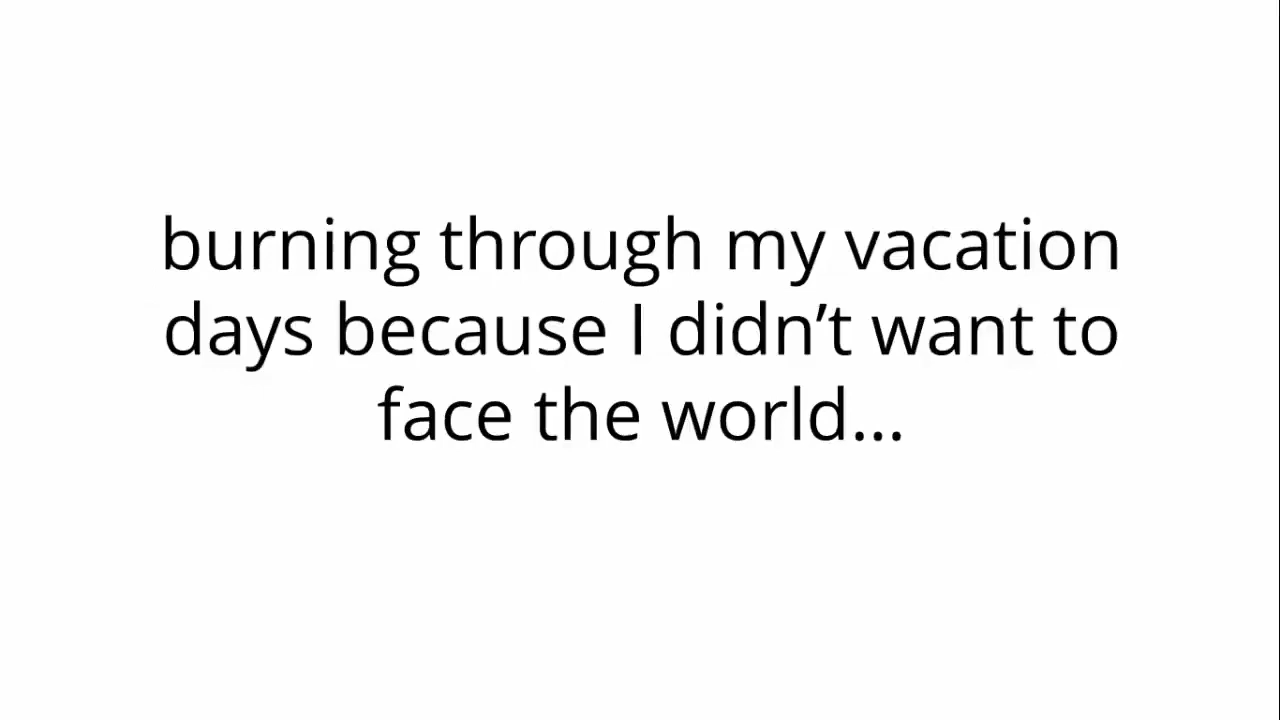 burning through my vacation
days because I didn’t want to
face the world...